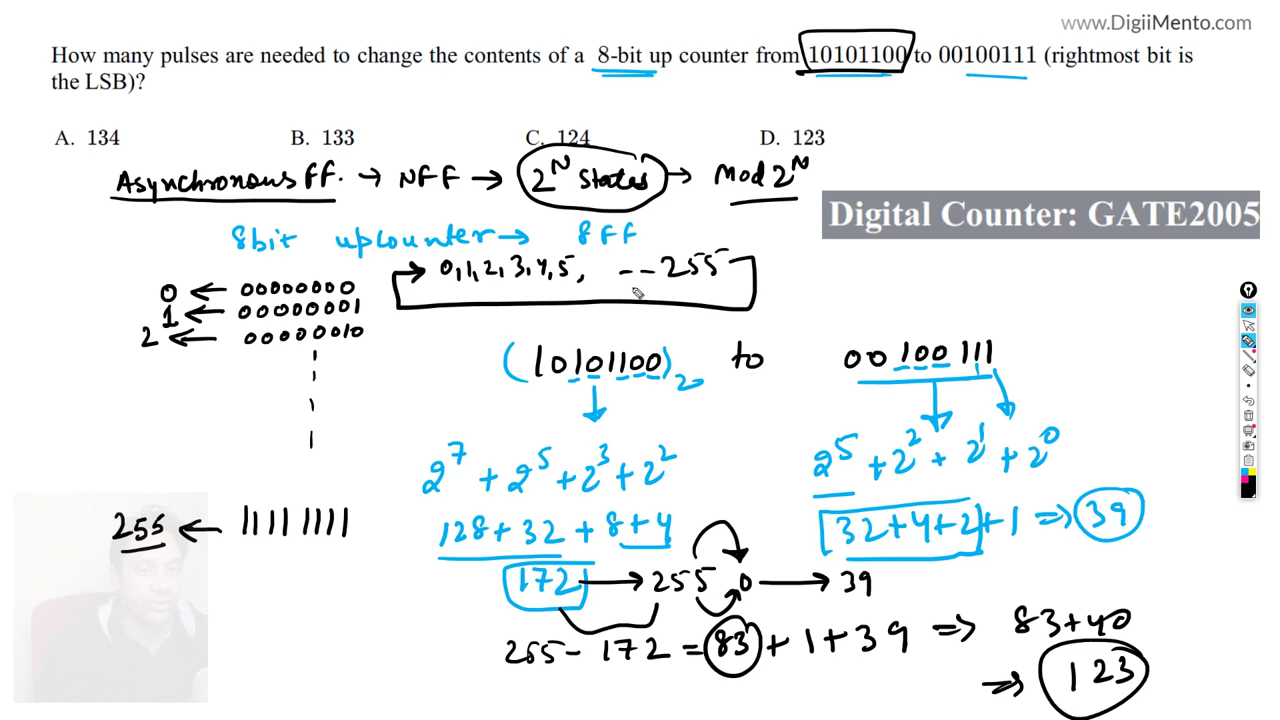 www.DigiiMento.com
How many pulses are needed to change the contents of a 8-bit up counter from 10101100 to 00100111 (rightmost bit is
the LSB)?
A. 134 B. 133 C. 124 D. 123
Asynchronous FF. → NFF → 2^N States → Mod 2^N
Digital Counter: GATE2005
8bit upcounter → 8FF
→ 0,1,2,3,4,5, ---255
0 ← 00000000
1 ← 00000001
2 ← 00000010
(10101100)₂ to 00100111
2^7 + 2^5 + 2^3 + 2^2 2^5 + 2^2 + 2^1 + 2^0
255 ← 11111111
128+32 + 8+4 [32+4+2]+1 ⇒ 39
172 → 255 0 → 39
255 - 172 = 83 + 1 + 39 ⇒ 83+40
⇒ 123